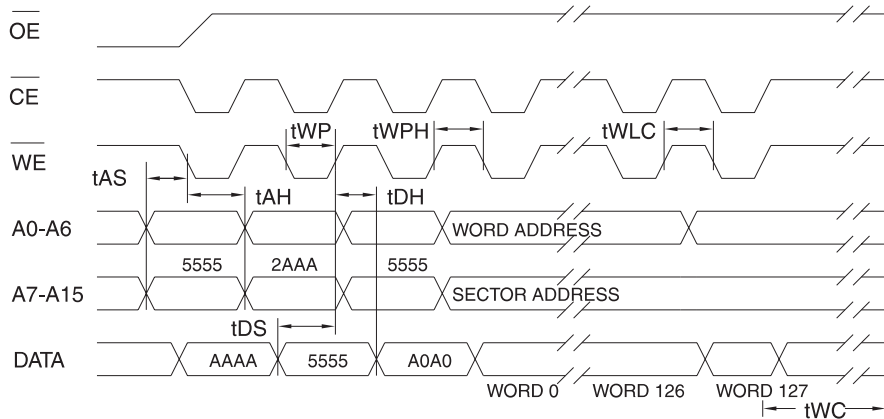 OE
CE
tWP tWPH tWLC
WE
tAS
tAH tDH
A0-A6 WORD ADDRESS
5555 2AAA 5555
A7-A15 SECTOR ADDRESS
tDS
DATA AAAA 5555 A0A0
WORD 0 WORD 126 WORD 127
tWC